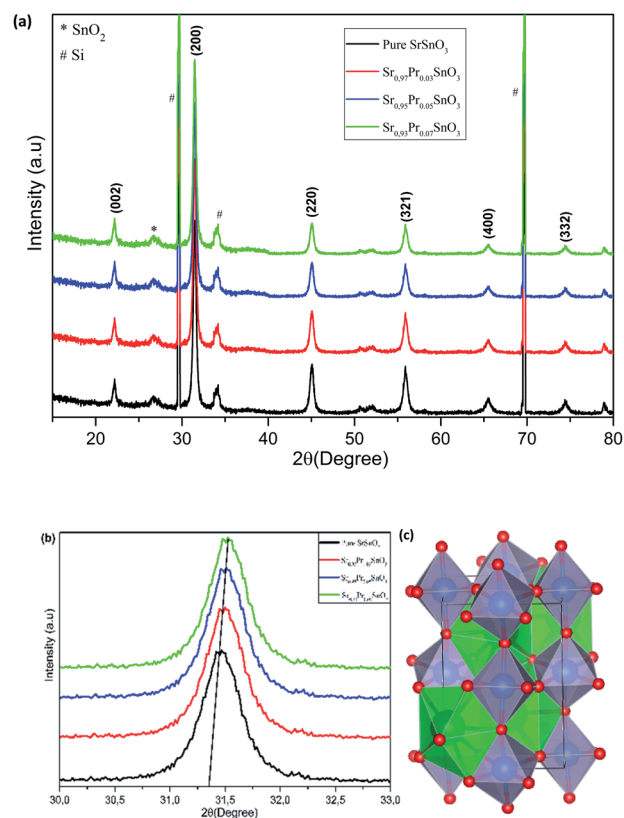 (a)
* SnO₂
# Si
(200)
Pure SrSnO₃
Sr₀,₉₇Pr₀.₀₃SnO₃
Sr₀,₉₅Pr₀.₀₅SnO₃
Sr₀,₉₃Pr₀.₀₇SnO₃
#
#
(002)
*
#
(220)
(321)
(400)
(332)
Intensity (a.u)
20 30 40 50 60 70 80
2θ(Degree)
(b)
Pure SrSnO₃
Intensity (a.u)
30,0 30,5 31,0 31,5 32,0 32,5 33,0
2θ(Degree)
(c)